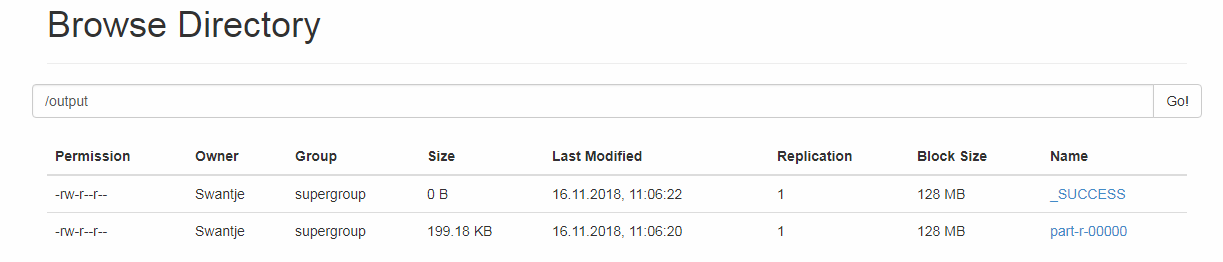 Browse Directory
/output Go!
Permission Owner Group Size Last Modified Replication Block Size Name
-rw-r--r-- Swantje supergroup 0 B 16.11.2018, 11:06:22 1 128 MB _SUCCESS
-rw-r--r-- Swantje supergroup 199.18 KB 16.11.2018, 11:06:20 1 128 MB part-r-00000